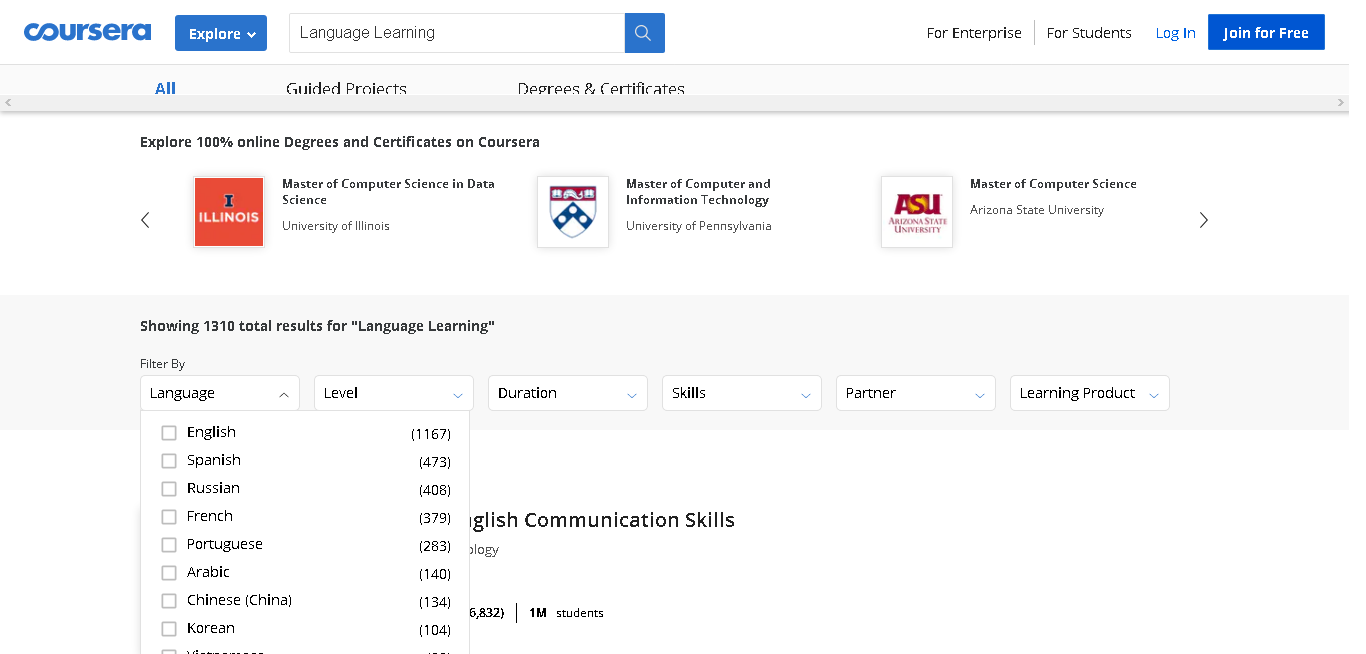 coursera
Explore
Language Learning
For Enterprise
For Students
Log In
Join for Free
All
Guided Projects
Degrees & Certificates
Explore 100% online Degrees and Certificates on Coursera
I
ILLINOIS
Master of Computer Science in Data
Science
University of Illinois
Master of Computer and
Information Technology
University of Pennsylvania
ASU
ARIZONA STATE
UNIVERSITY
Master of Computer Science
Arizona State University
Showing 1310 total results for "Language Learning"
Filter By
Language
Level
Duration
Skills
Partner
Learning Product
English (1167)
Spanish (473)
Russian (408)
French (379)
Portuguese (283)
Arabic (140)
Chinese (China) (134)
Korean (104)
Vietnamese
glish Communication Skills
ology
6,832) 1M students